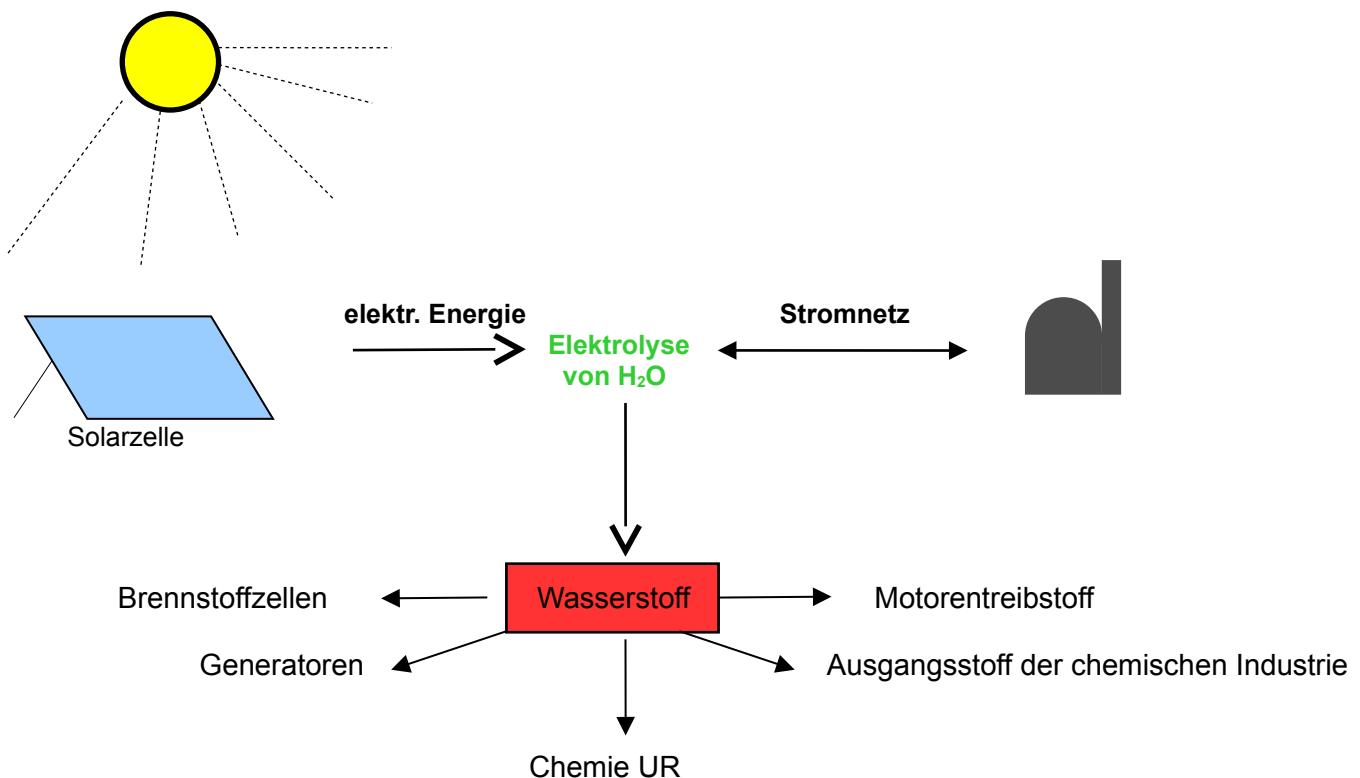 elektr. Energie
Stromnetz
Elektrolyse
von H₂O
Solarzelle
Brennstoffzellen
Wasserstoff
Motorentreibstoff
Generatoren
Ausgangsstoff der chemischen Industrie
Chemie UR